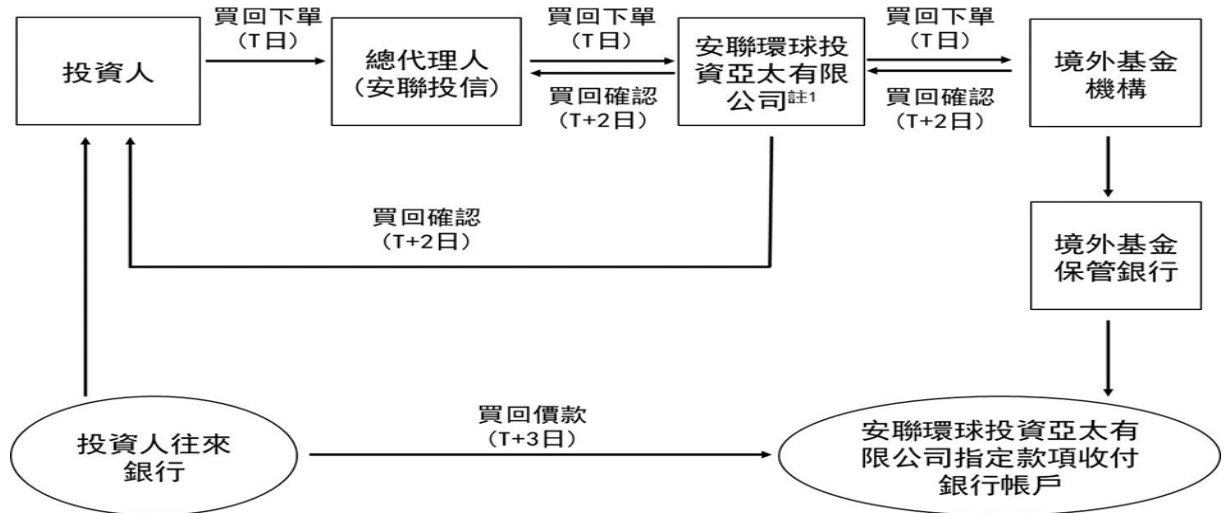 買回下單
(T日)
買回下單
(T日)
買回下單
(T日)
投資人
總代理人
(安聯投信)
安聯環球投
資亞太有限
公司註1
境外基金
機構
買回確認
(T+2日)
買回確認
(T+2日)
買回確認
(T+2日)
境外基金
保管銀行
投資人往來
銀行
買回價款
(T+3日)
安聯環球投資亞太有
限公司指定款項收付
銀行帳戶